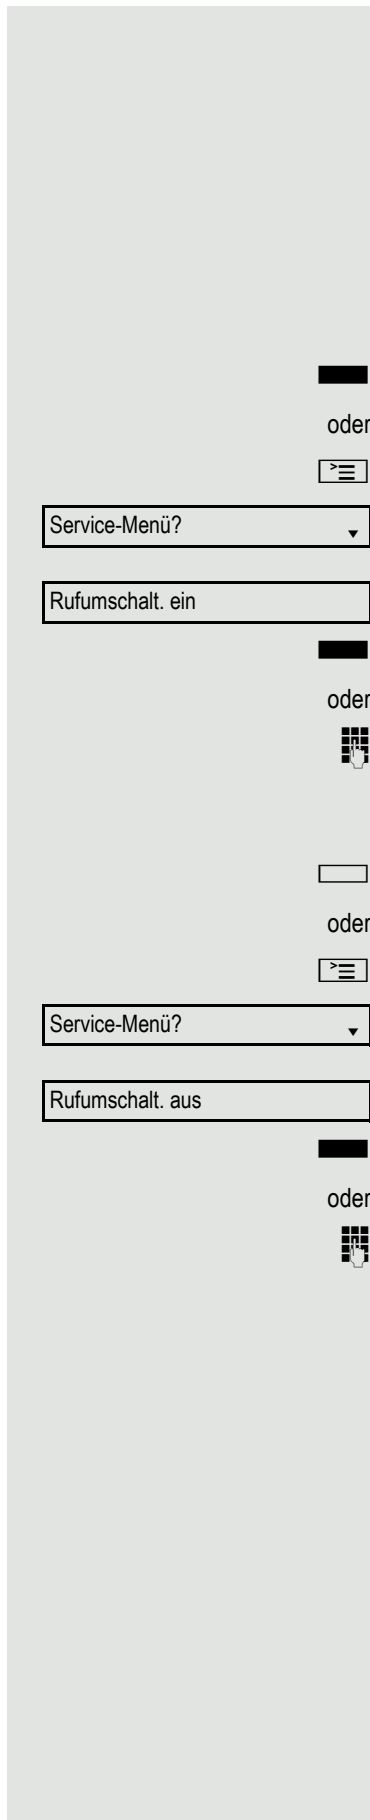 oder
Service-Menü?
Rufumschalt. ein
oder
oder
Service-Menü?
Rufumschalt. aus
oder